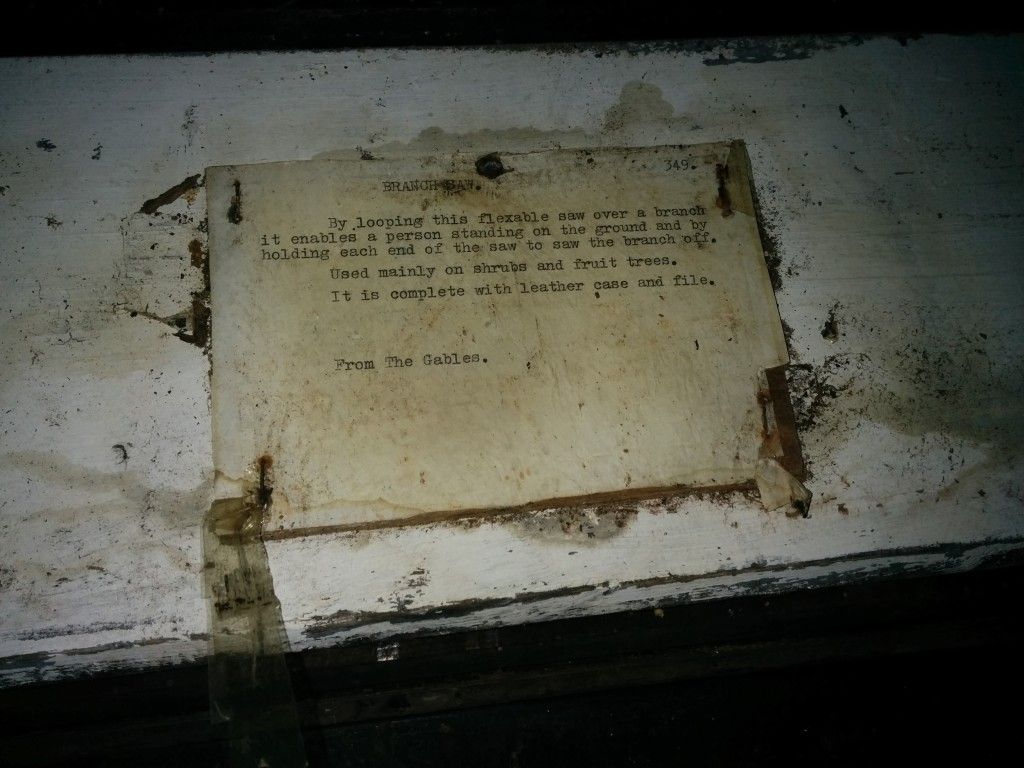 349.
BRANCH SAW.
By looping this flexable saw over a branch
it enables a person standing on the ground and by
holding each end of the saw to saw the branch off.
Used mainly on shrubs and fruit trees.
It is complete with leather case and file.
From The Gables.